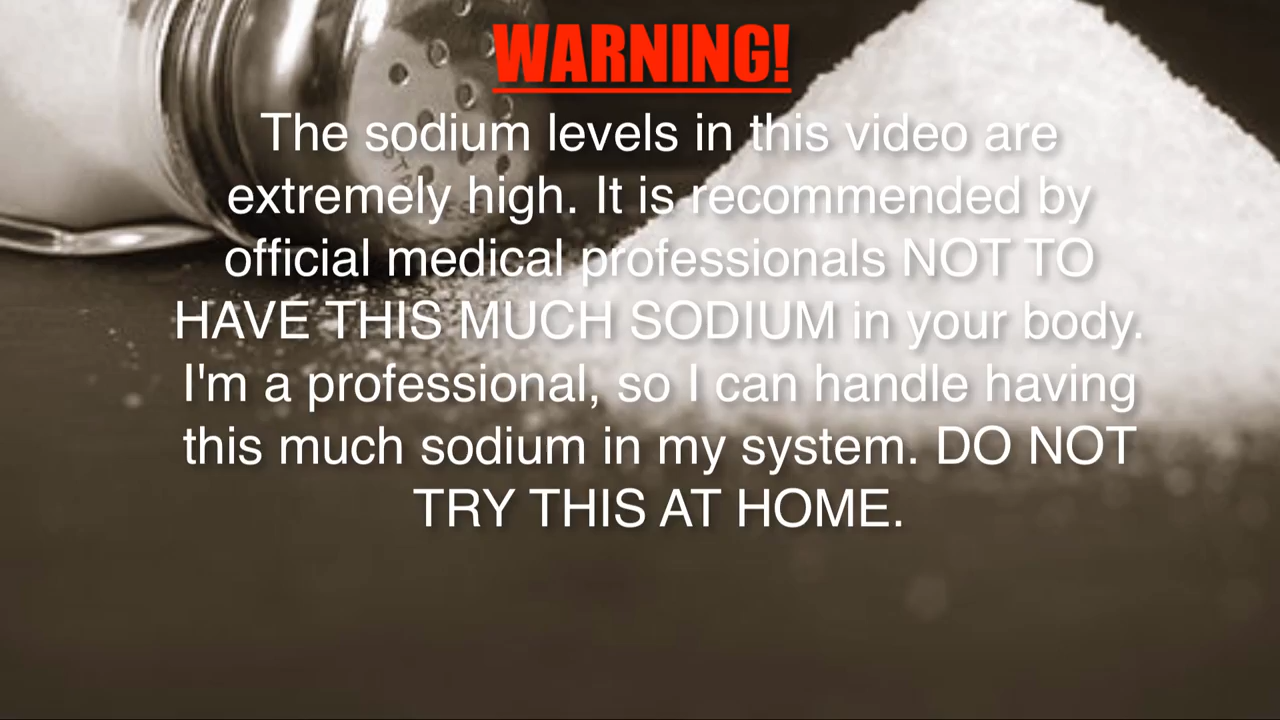 WARNING!
The sodium levels in this video are
extremely high. It is recommended by
official medical professionals NOT TO
HAVE THIS MUCH SODIUM in your body.
I'm a professional, so I can handle having
this much sodium in my system. DO NOT
TRY THIS AT HOME.